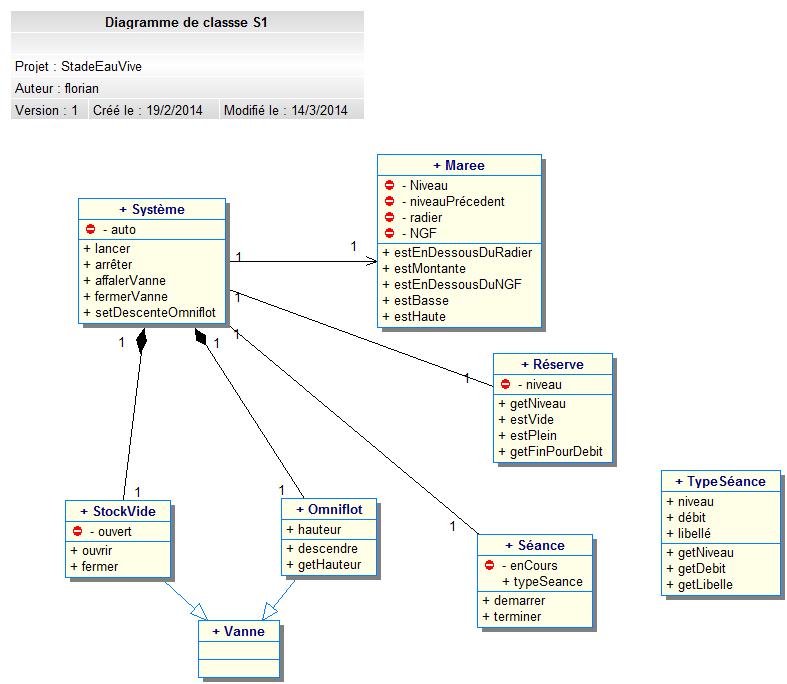 Diagramme de classse S1
Projet : StadeEauVive
Auteur : florian
Version : 1 Créé le : 19/2/2014 Modifié le : 14/3/2014
+ Maree
- Niveau
- niveauPrécedent
- radier
- NGF
+ estEnDessousDuRadier
+ estMontante
+ estEnDessousDuNGF
+ estBasse
+ estHaute
+ Système
- auto
+ lancer
+ arrêter
+ affalerVanne
+ fermerVanne
+ setDescenteOmniflot
1
1
1
1
1
1
1
1
1
1
+ Réserve
- niveau
+ getNiveau
+ estVide
+ estPlein
+ getFinPourDebit
+ TypeSéance
+ niveau
+ débit
+ libellé
+ getNiveau
+ getDebit
+ getLibelle
+ StockVide
- ouvert
+ ouvrir
+ fermer
+ Omniflot
+ hauteur
+ descendre
+ getHauteur
+ Séance
- enCours
+ typeSeance
+ demarrer
+ terminer
+ Vanne